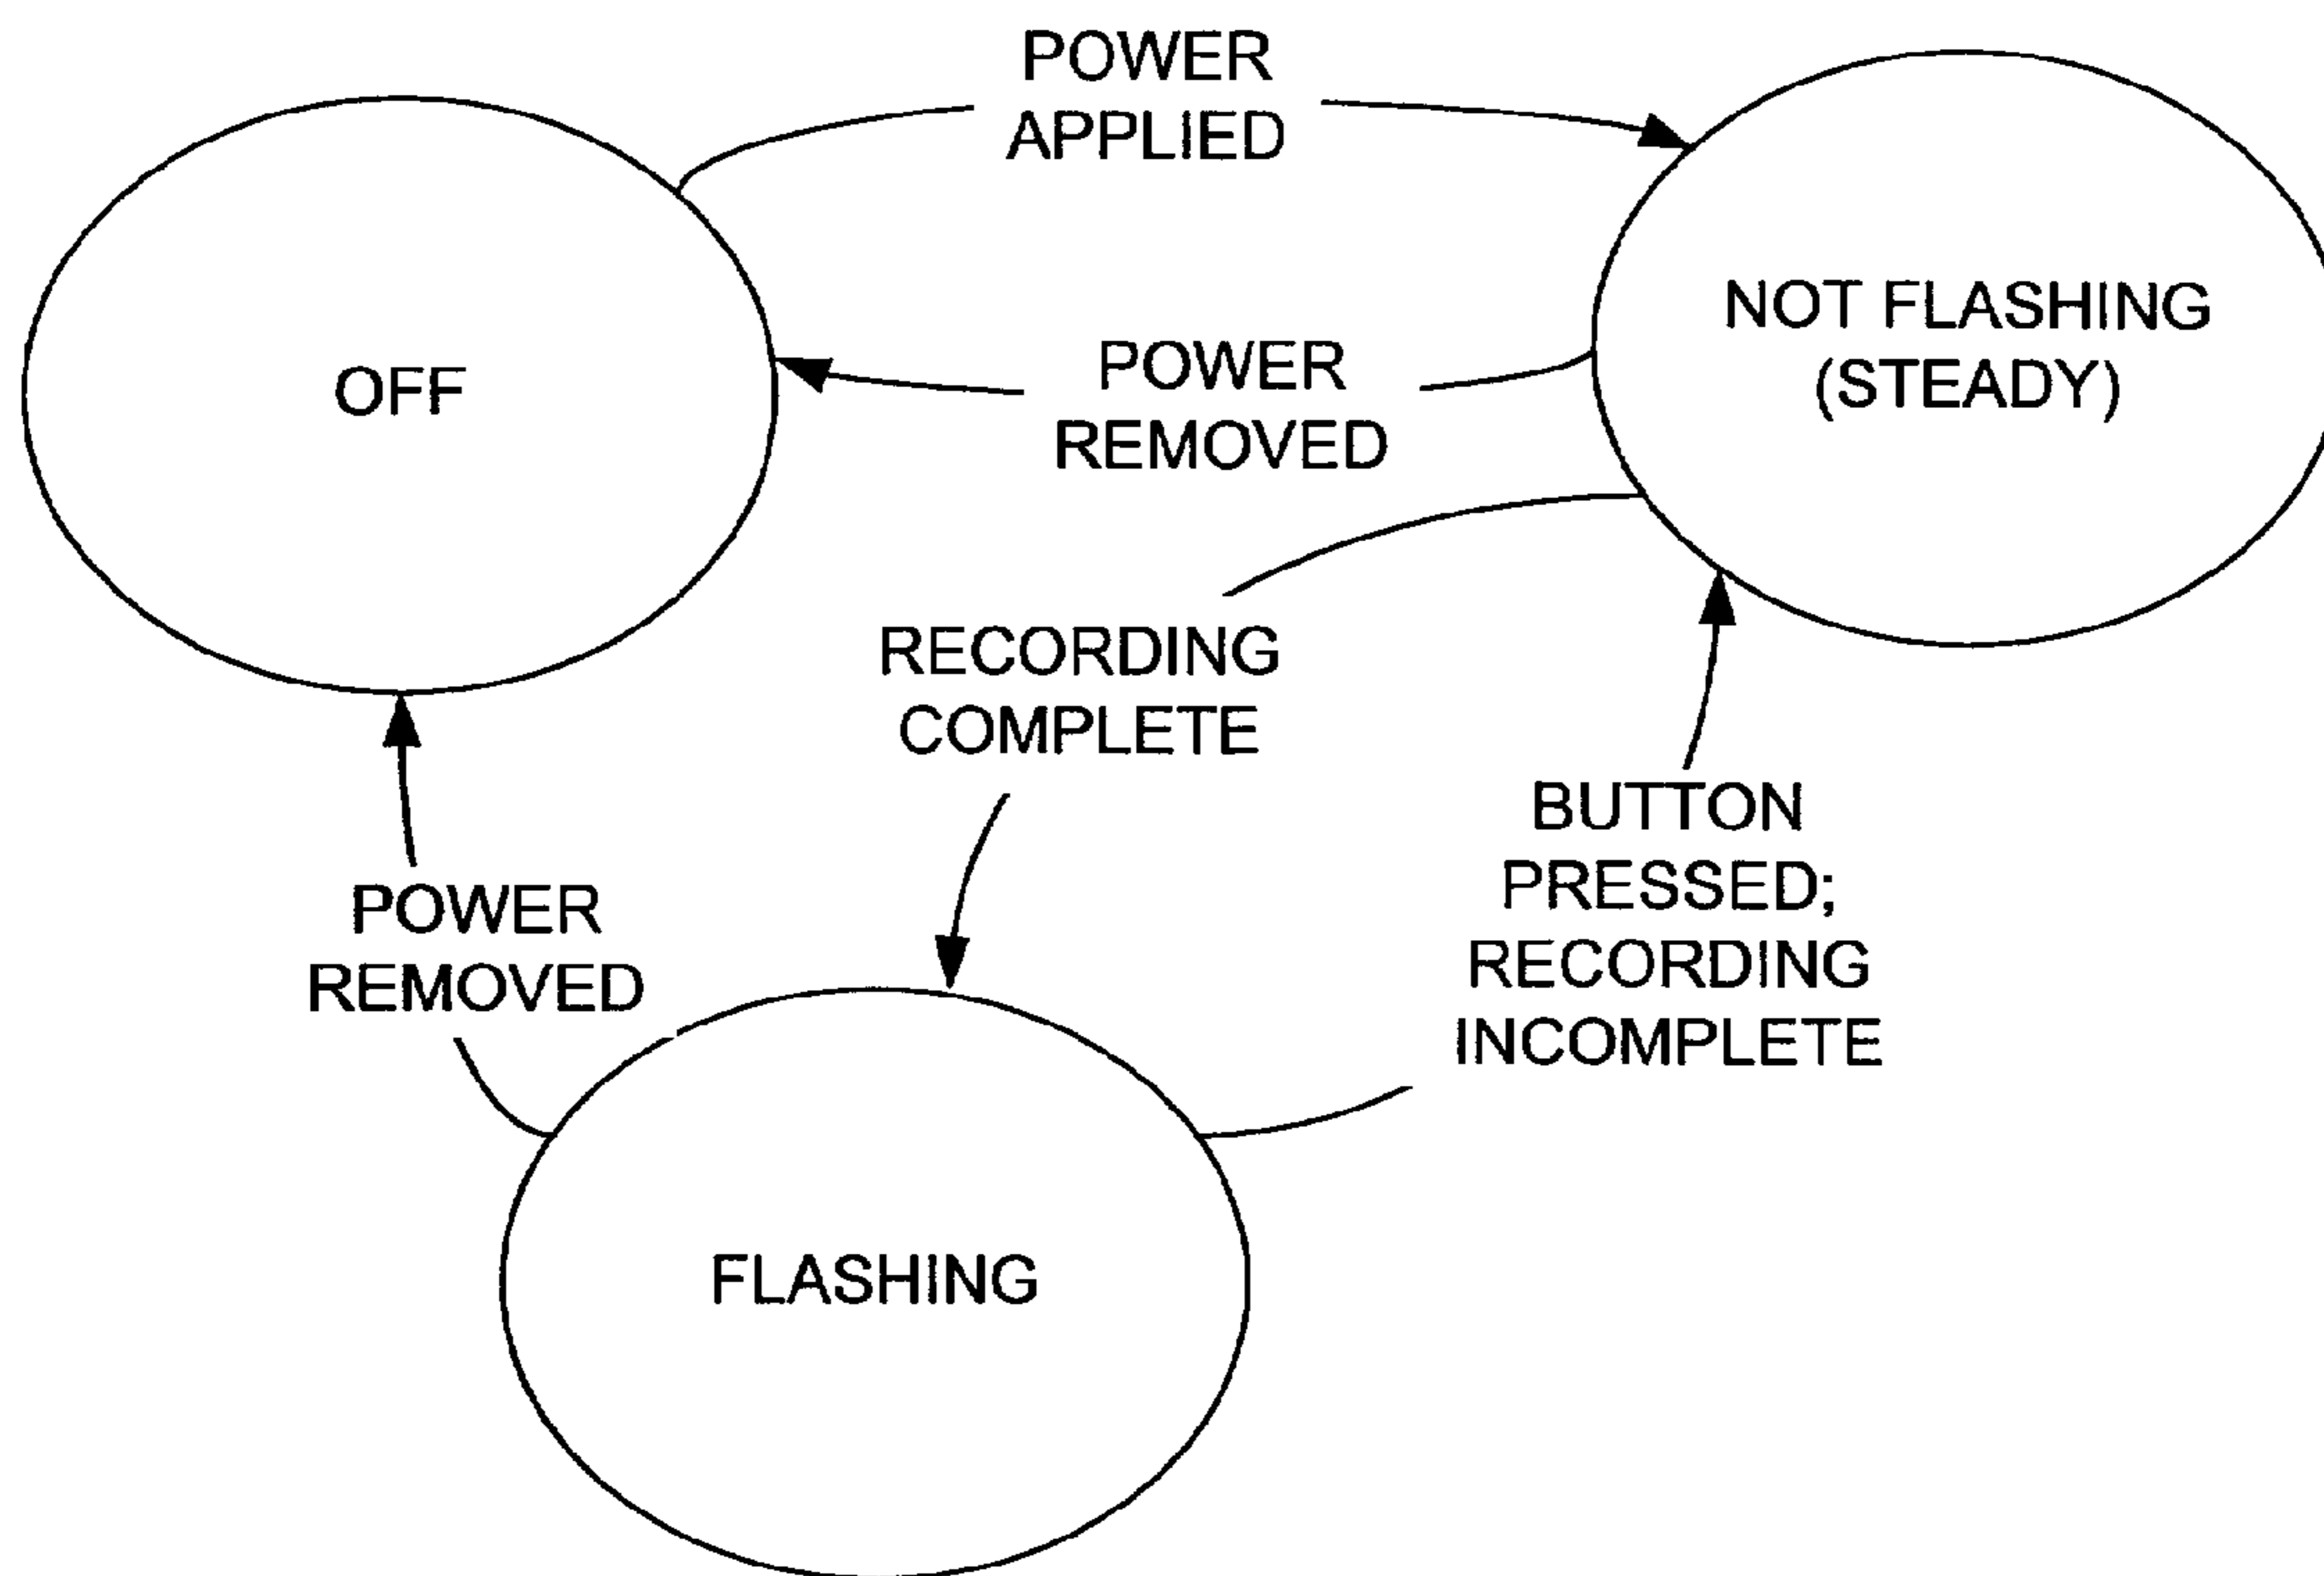 POWER
APPLIED
OFF
POWER
REMOVED
NOT FLASHING
(STEADY)
RECORDING
COMPLETE
BUTTON
PRESSED;
RECORDING
INCOMPLETE
POWER
REMOVED
FLASHING